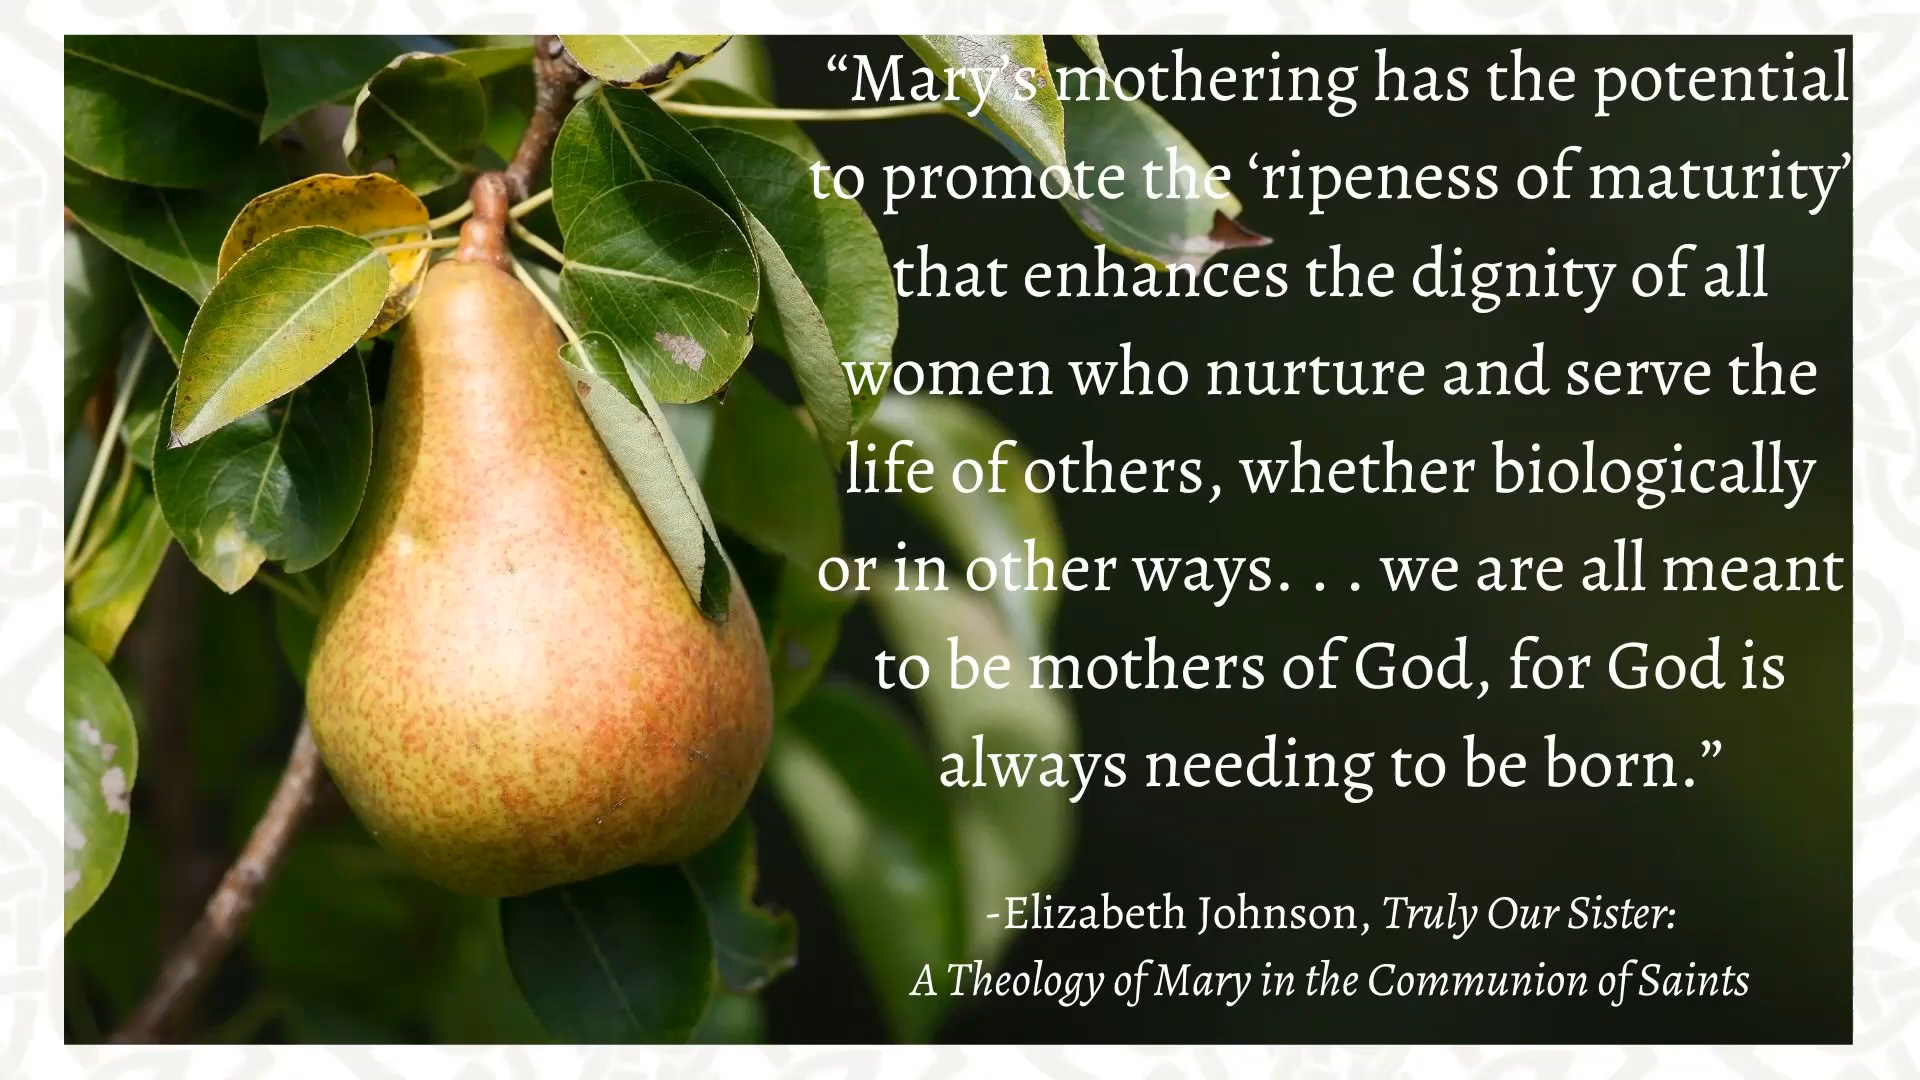 “Mary’s mothering has the potential
to promote the ‘ripeness of maturity’
that enhances the dignity of all
women who nurture and serve the
life of others, whether biologically
or in other ways. . . we are all meant
to be mothers of God, for God is
always needing to be born.”
-Elizabeth Johnson, Truly Our Sister:
A Theology of Mary in the Communion of Saints